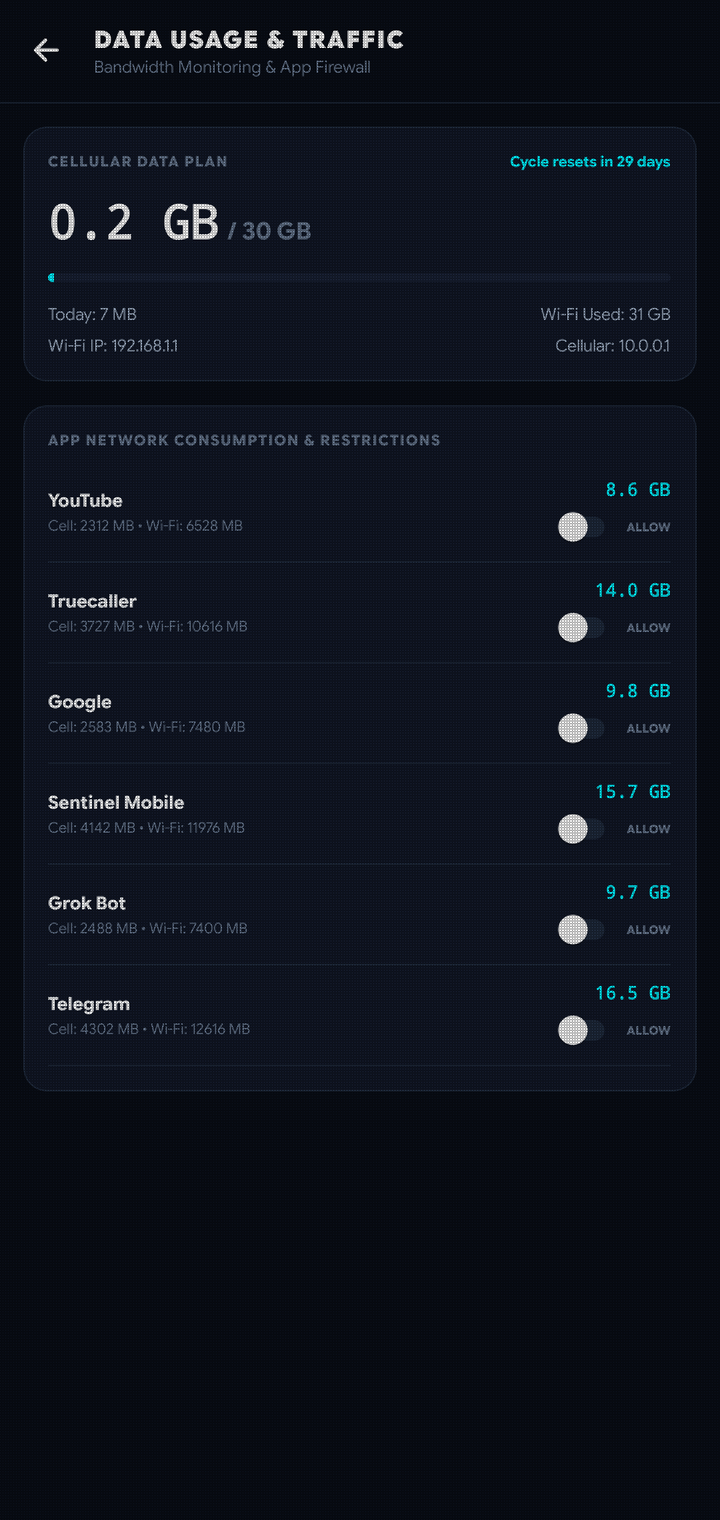 DATA USAGE & TRAFFIC
Bandwidth Monitoring & App Firewall
CELLULAR DATA PLAN
Cycle resets in 29 days
0.2 GB / 30 GB
Today: 7 MB
Wi-Fi Used: 31 GB
Wi-Fi IP: 192.168.1.1
Cellular: 10.0.0.1
APP NETWORK CONSUMPTION & RESTRICTIONS
YouTube
Cell: 2312 MB • Wi-Fi: 6528 MB
8.6 GB
ALLOW
Truecaller
Cell: 3727 MB • Wi-Fi: 10616 MB
14.0 GB
ALLOW
Google
Cell: 2583 MB • Wi-Fi: 7480 MB
9.8 GB
ALLOW
Sentinel Mobile
Cell: 4142 MB • Wi-Fi: 11976 MB
15.7 GB
ALLOW
Grok Bot
Cell: 2488 MB • Wi-Fi: 7400 MB
9.7 GB
ALLOW
Telegram
Cell: 4302 MB • Wi-Fi: 12616 MB
16.5 GB
ALLOW